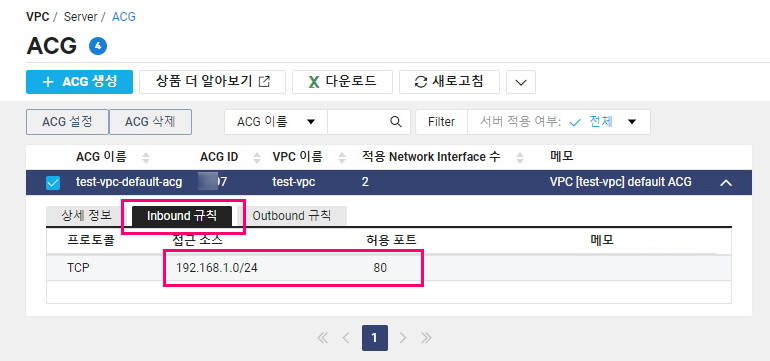 VPC / Server / ACG
ACG 4
+ ACG 생성 상품 더 알아보기 다운로드 새로고침
ACG 설정 ACG 삭제 ACG 이름 Filter 서버 적용 여부: 전체
ACG 이름 ACG ID VPC 이름 적용 Network Interface 수 메모
test-vpc-default-acg 97 test-vpc 2 VPC [test-vpc] default ACG
상세 정보 Inbound 규칙 Outbound 규칙
프로토콜 접근 소스 허용 포트 메모
TCP 192.168.1.0/24 80
1